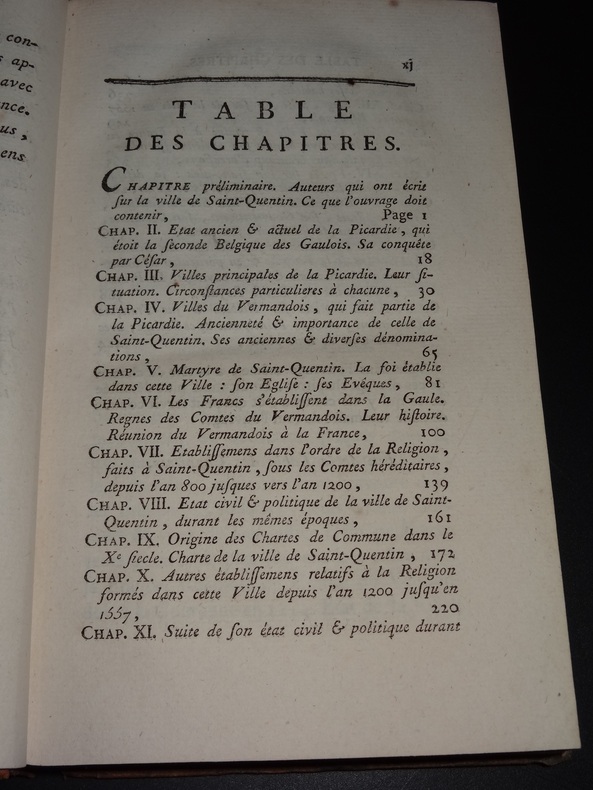 con-
ap-
avec
nce.
us,
ens
xj
TABLE
DES CHAPITRES.
CHAPITRE préliminaire. Auteurs qui ont écrit
ſur la ville de Saint-Quentin. Ce que l'ouvrage doit
contenir, Page 1
CHAP. II. Etat ancien & actuel de la Picardie, qui
étoit la ſeconde Belgique des Gaulois. Sa conquête
par Céſar, 18
CHAP. III. Villes principales de la Picardie. Leur ſi-
tuation. Circonſtances particulieres à chacune, 30
CHAP. IV. Villes du Vermandois, qui fait partie de
la Picardie. Ancienneté & importance de celle de
Saint-Quentin. Ses anciennes & diverſes dénomina-
tions, 65
CHAP. V. Martyre de Saint-Quentin. La foi établie
dans cette Ville : ſon Egliſe : ſes Evéques, 81
CHAP. VI. Les Francs s'établiſſent dans la Gaule.
Regnes des Comtes du Vermandois. Leur hiſtoire.
Réunion du Vermandois à la France, 100
CHAP. VII. Etabliſſemens dans l'ordre de la Religion,
faits à Saint-Quentin, ſous les Comtes héréditaires,
depuis l'an 800 juſques vers l'an 1200, 139
CHAP. VIII. Etat civil & politique de la ville de Saint-
Quentin, durant les mêmes époques, 161
CHAP. IX. Origine des Chartes de Commune dans le
Xe ſiecle. Charte de la ville de Saint-Quentin, 172
CHAP. X. Autres établiſſemens relatifs à la Religion
formés dans cette Ville depuis l'an 1200 juſqu'en
1557, 220
CHAP. XI. Suite de ſon état civil & politique durant